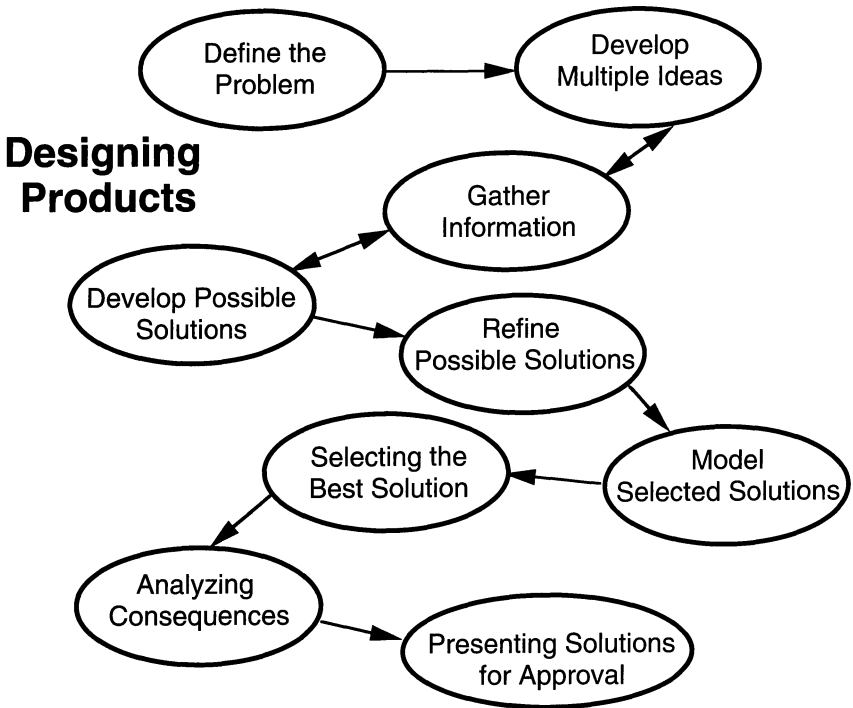 Define the
Problem
Develop
Multiple Ideas
Designing
Products
Gather
Information
Develop Possible
Solutions
Refine
Possible Solutions
Model
Selected Solutions
Selecting the
Best Solution
Analyzing
Consequences
Presenting Solutions
for Approval